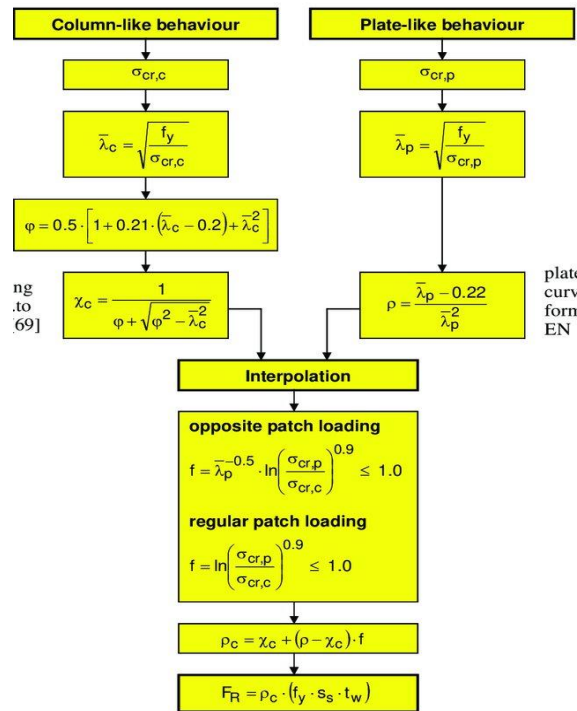 Column-like behaviour
Plate-like behaviour
σcr,c
σcr,p
λ̅c = √(fy / σcr,c)
λ̅p = √(fy / σcr,p)
φ = 0.5 · [1 + 0.21 · (λ̅c − 0.2) + λ̅c²]
ing
.to
[69]
χc = 1 / (φ + √(φ² − λ̅c²))
ρ = (λ̅p − 0.22) / λ̅p²
plate
curv
form
EN
Interpolation
opposite patch loading
f = λ̅p^−0.5 · ln(σcr,p / σcr,c)^0.9 ≤ 1.0
regular patch loading
f = ln(σcr,p / σcr,c)^0.9 ≤ 1.0
ρc = χc + (ρ − χc) · f
FR = ρc · (fy · ss · tw)